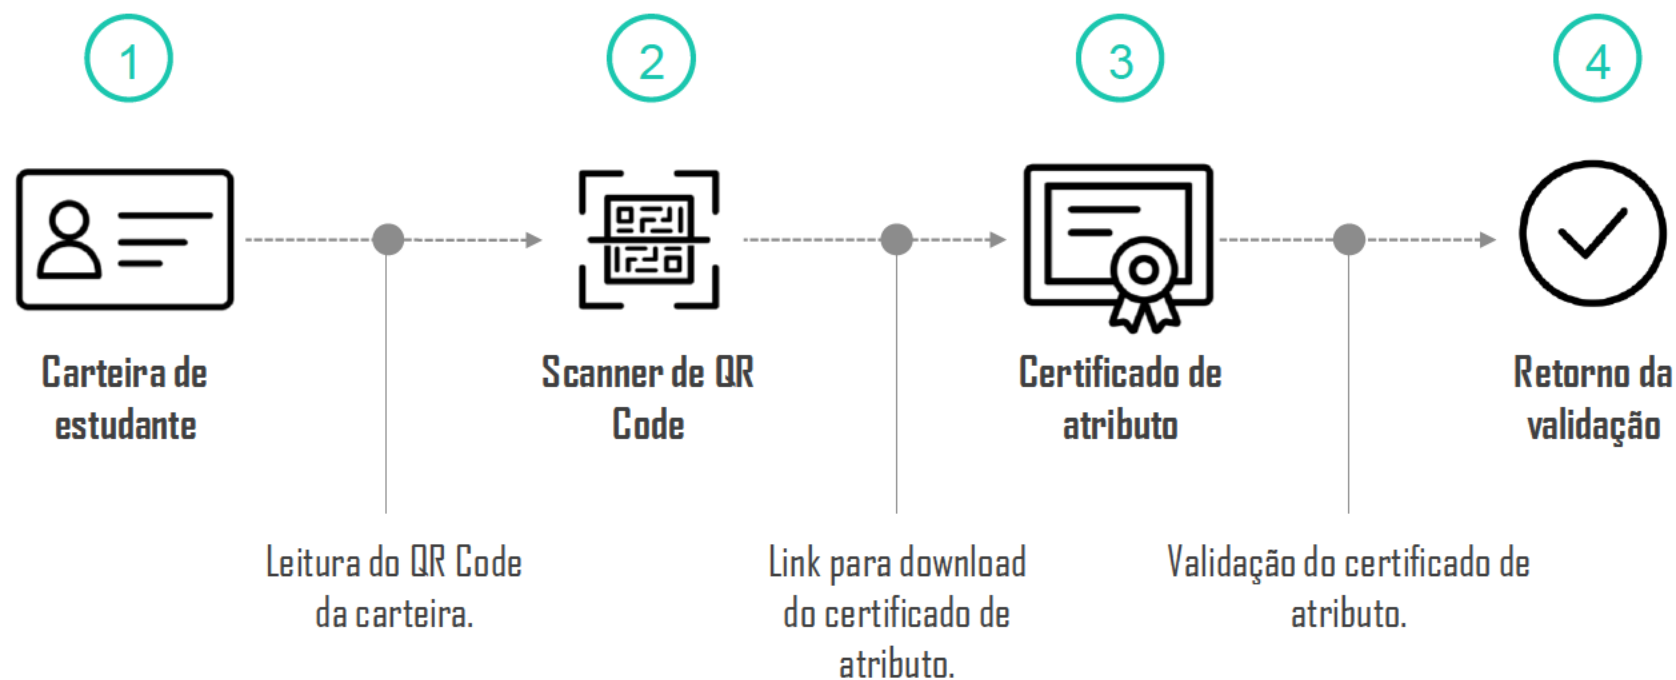 1
2
3
4
Carteira de
estudante
Scanner de QR
Code
Certificado de
atributo
Retorno da
validação
Leitura do QR Code
da carteira.
Link para download
do certificado de
atributo.
Validação do certificado de
atributo.